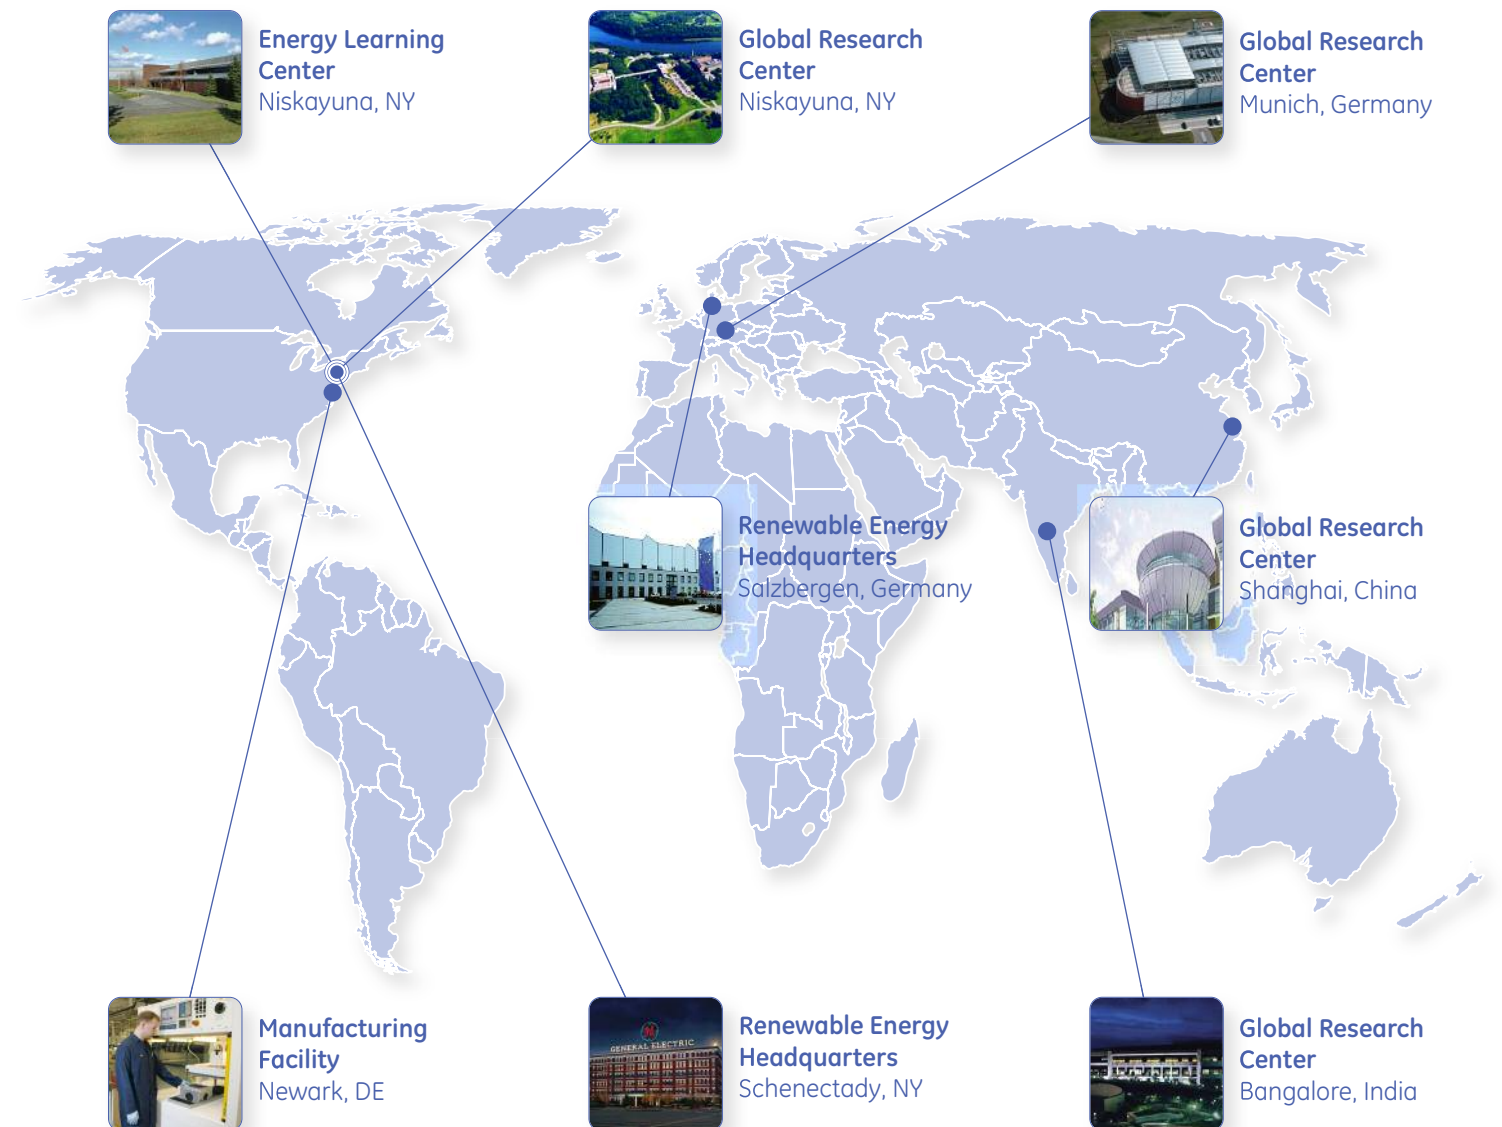 Energy Learning
Center
Niskayuna, NY
Global Research
Center
Niskayuna, NY
Global Research
Center
Munich, Germany
Renewable Energy
Headquarters
Salzbergen, Germany
Global Research
Center
Shanghai, China
Manufacturing
Facility
Newark, DE
GENERAL ELECTRIC
Renewable Energy
Headquarters
Schenectady, NY
Global Research
Center
Bangalore, India